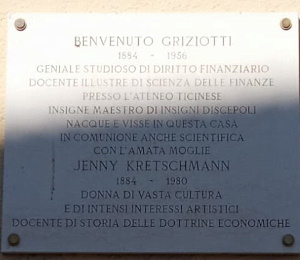 BENVENUTO GRIZIOTTI
1884 - 1956
GENIALE STUDIOSO DI DIRITTO FINANZIARIO
DOCENTE ILLUSTRE DI SCIENZA DELLE FINANZE
PRESSO L'ATENEO TICINESE
INSIGNE MAESTRO DI INSIGNI DISCEPOLI
NACQUE E VISSE IN QUESTA CASA
IN COMUNIONE ANCHE SCIENTIFICA
CON L'AMATA MOGLIE
JENNY KRETSCHMANN
1884 - 1980
DONNA DI VASTA CULTURA
E DI INTENSI INTERESSI ARTISTICI
DOCENTE DI STORIA DELLE DOTTRINE ECONOMICHE